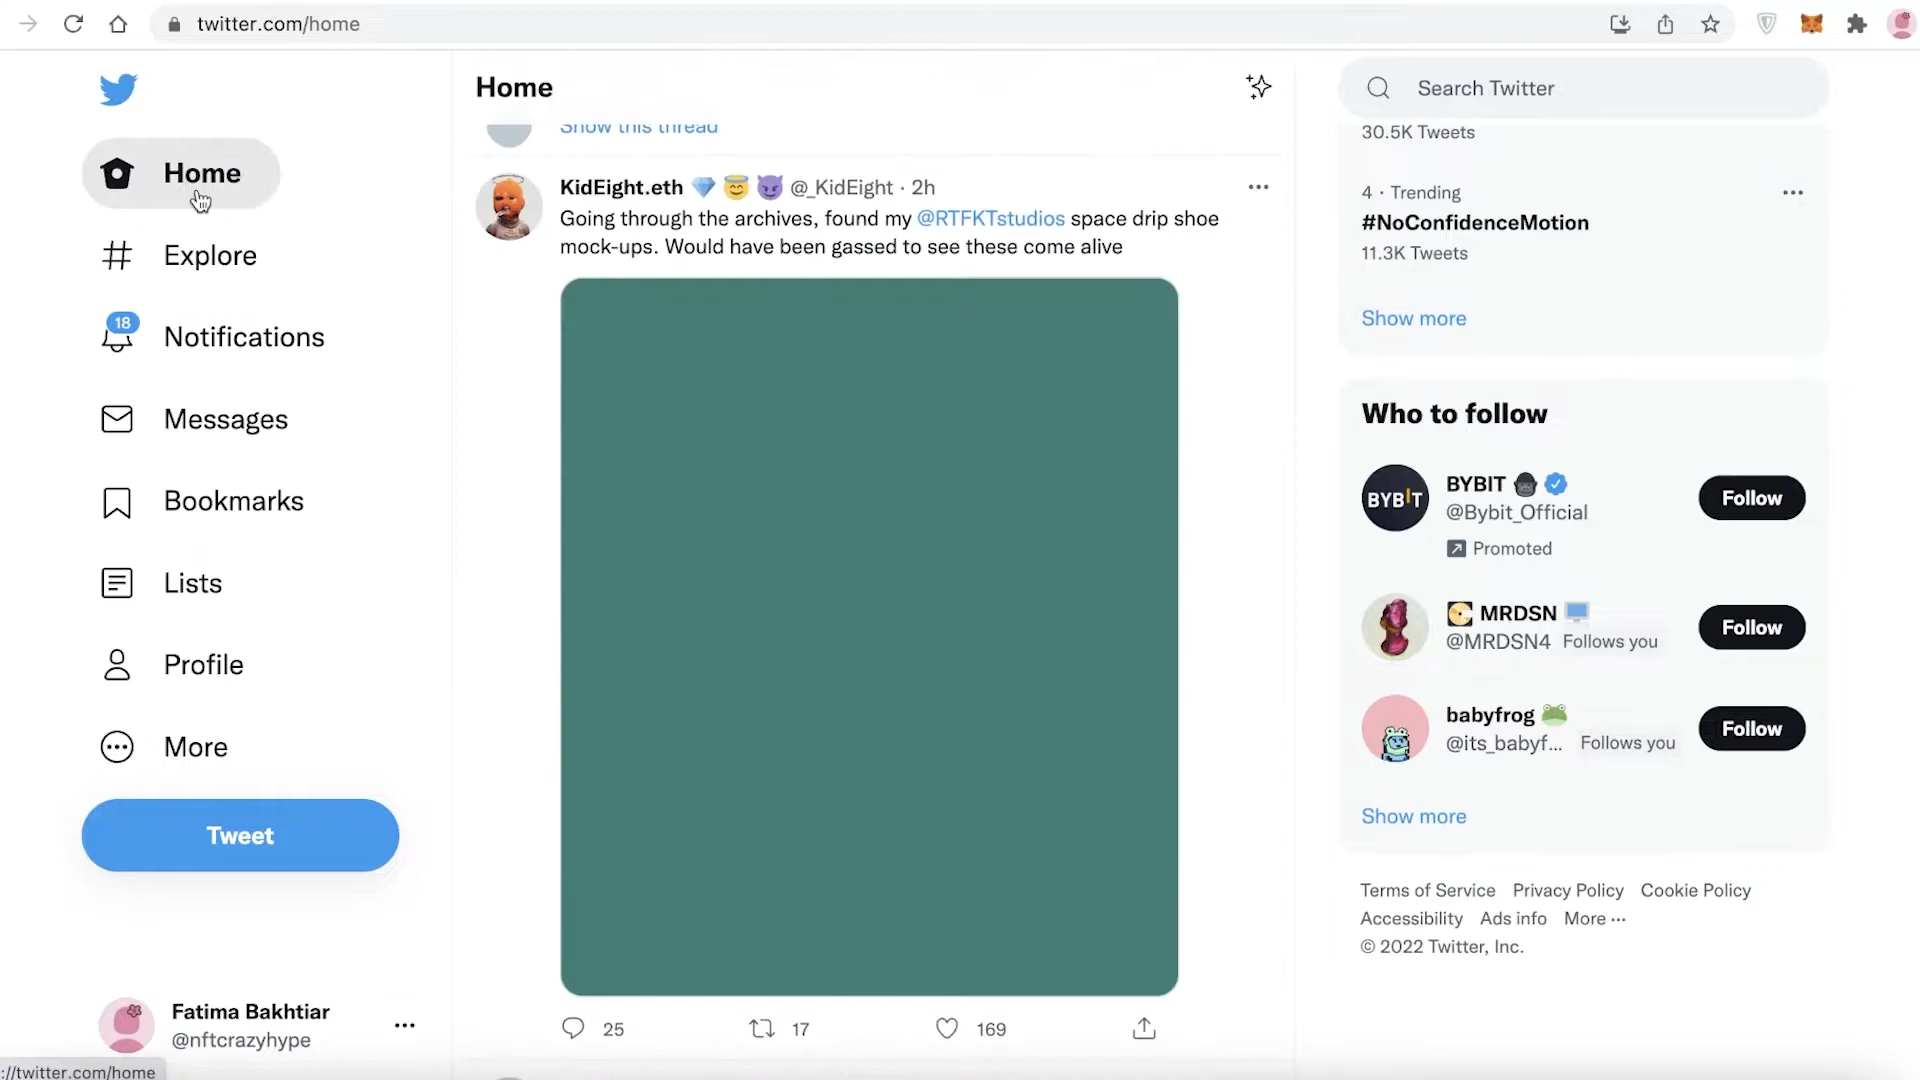 twitter.com/home
Home
Explore
18
Notifications
Messages
Bookmarks
Lists
Profile
More
Tweet
Fatima Bakhtiar
@nftcrazyhype
://twitter.com/home
Home
Show this thread
KidEight.eth 💎 😇 😈 @_KidEight · 2h
Going through the archives, found my @RTFKTstudios space drip shoe
mock-ups. Would have been gassed to see these come alive
25 17 169
Search Twitter
30.5K Tweets
4 · Trending
#NoConfidenceMotion
11.3K Tweets
Show more
Who to follow
BYBIT
BYBIT 🦍
@Bybit_Official
Promoted
Follow
MRDSN 🖥️
@MRDSN4 Follows you
Follow
babyfrog 🐸
@its_babyf... Follows you
Follow
Show more
Terms of Service Privacy Policy Cookie Policy
Accessibility Ads info More ···
© 2022 Twitter, Inc.